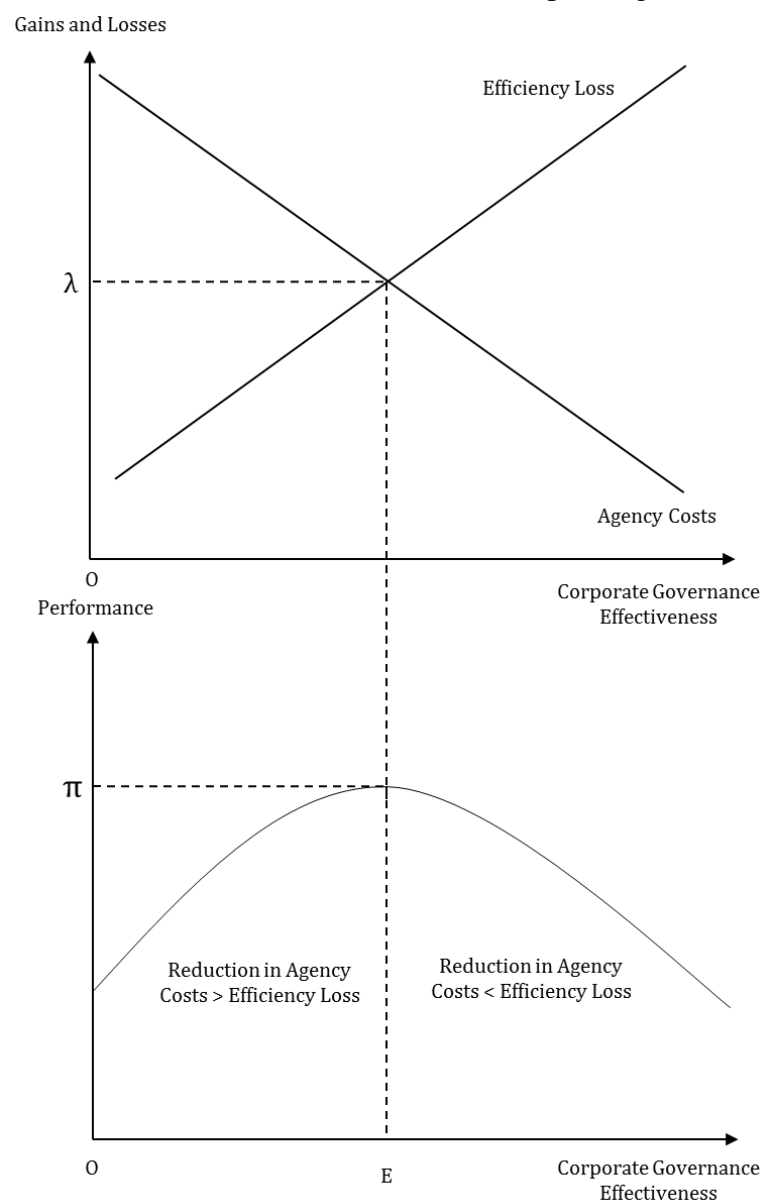 Gains and Losses
Efficiency Loss
λ
Agency Costs
O
Corporate Governance
Effectiveness
Performance
π
Reduction in Agency
Costs > Efficiency Loss
Reduction in Agency
Costs < Efficiency Loss
O
E
Corporate Governance
Effectiveness